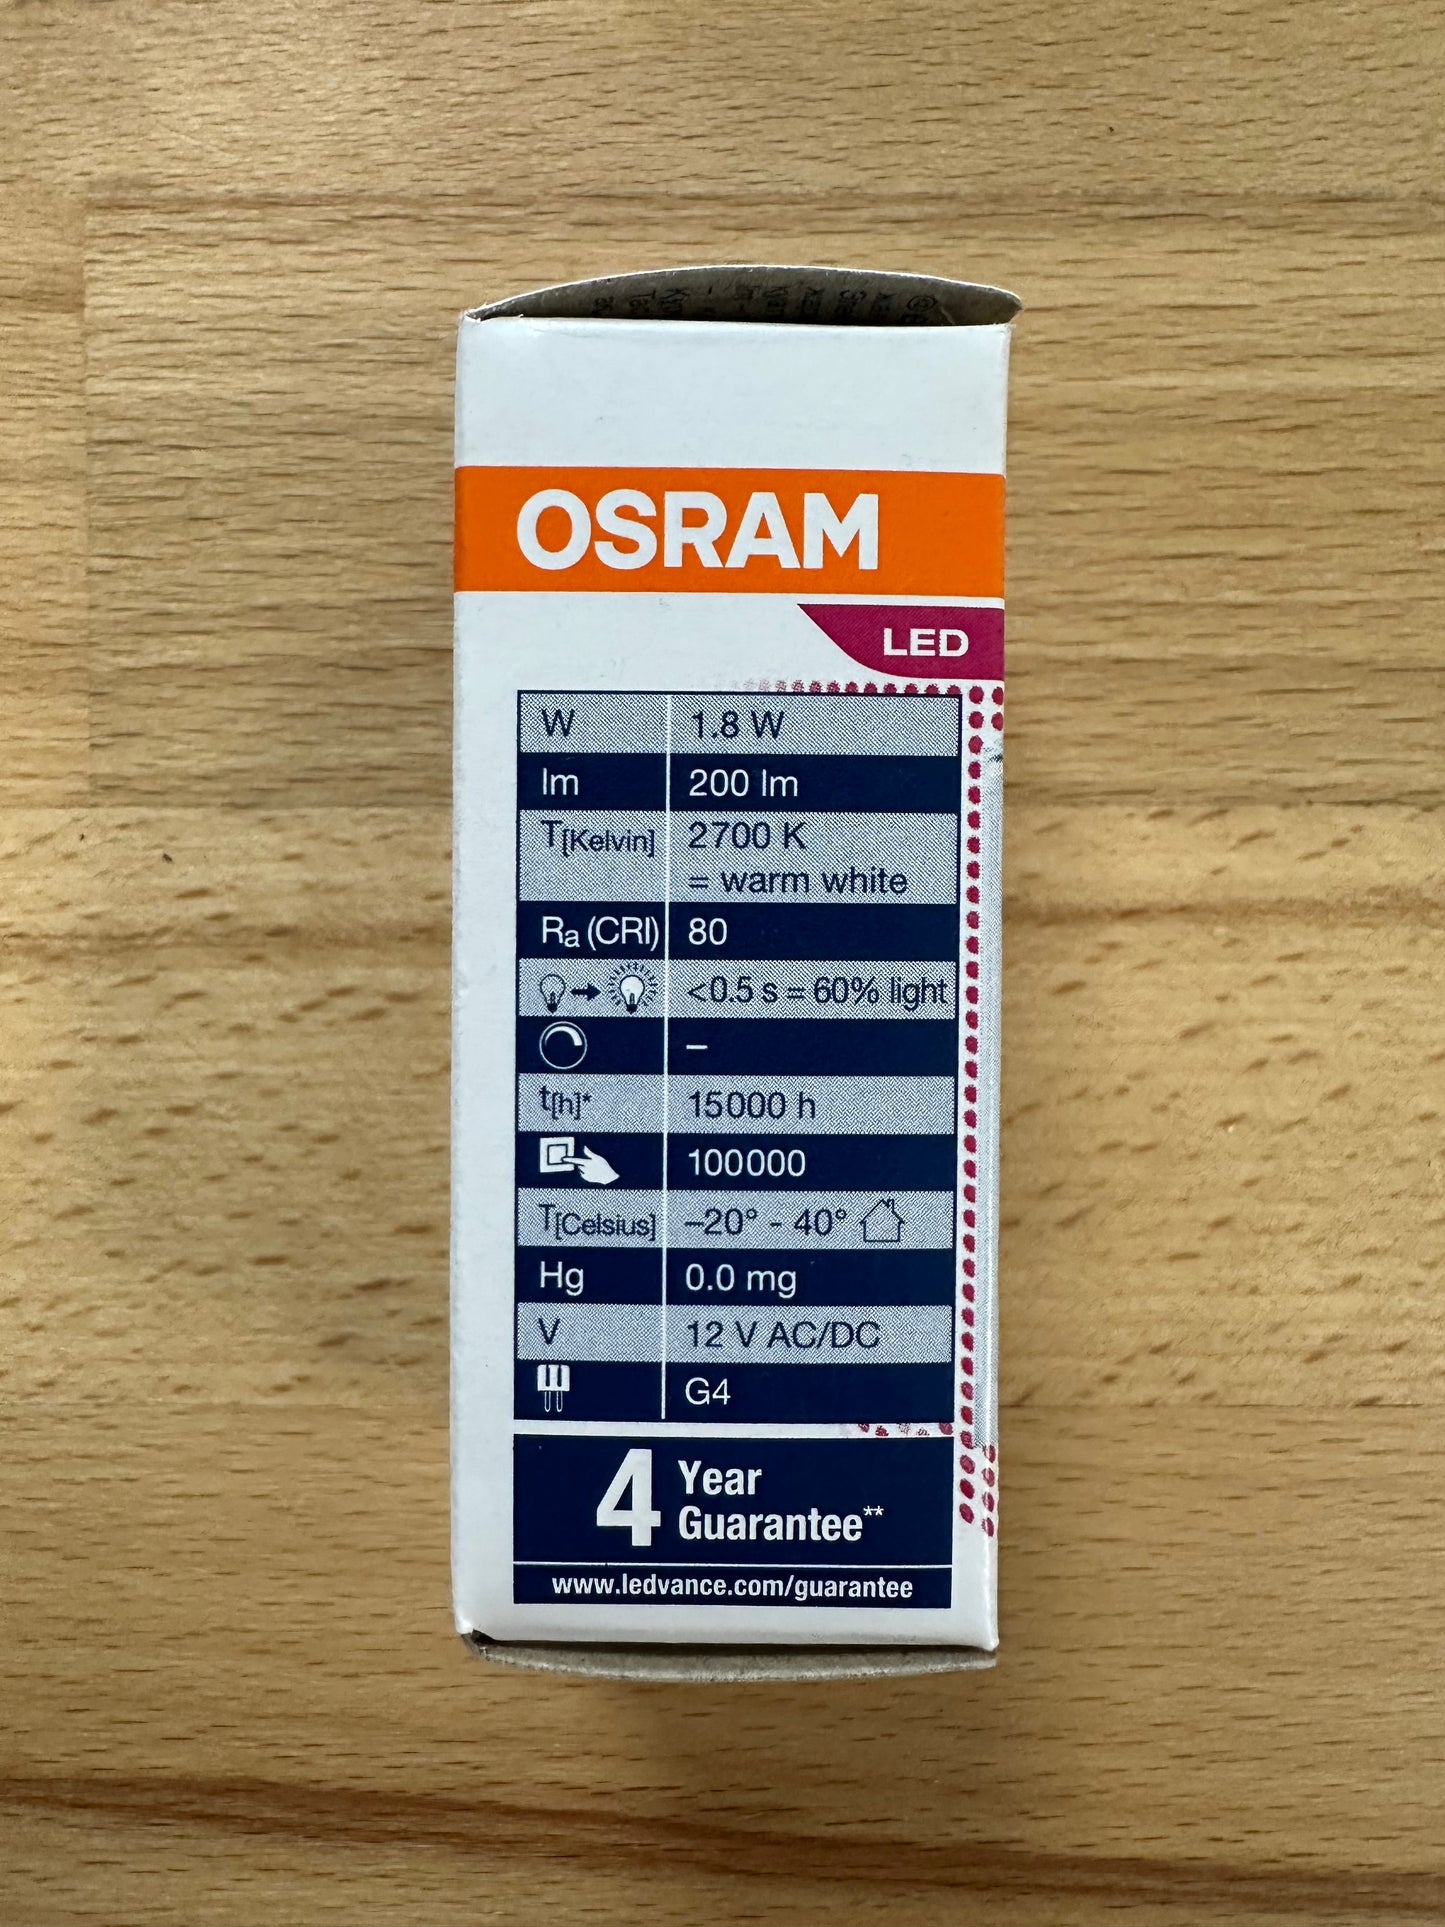 OSRAM
LED
W 1.8 W
lm 200 lm
T[Kelvin] 2700 K
= warm white
Ra (CRI) 80
<0.5 s = 60% light
–
t[h]* 15000 h
100000
T[Celsius] –20° - 40°
Hg 0.0 mg
V 12 V AC/DC
G4
4 Year
Guarantee**
www.ledvance.com/guarantee